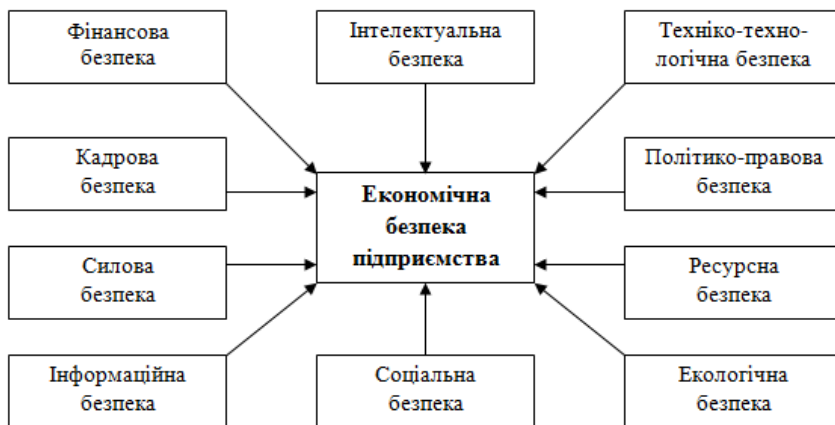 Фінансова
безпека
Інтелектуальна
безпека
Техніко-техно-
логічна безпека
Кадрова
безпека
Економічна
безпека
підприємства
Політико-правова
безпека
Силова
безпека
Ресурсна
безпека
Інформаційна
безпека
Соціальна
безпека
Екологічна
безпека